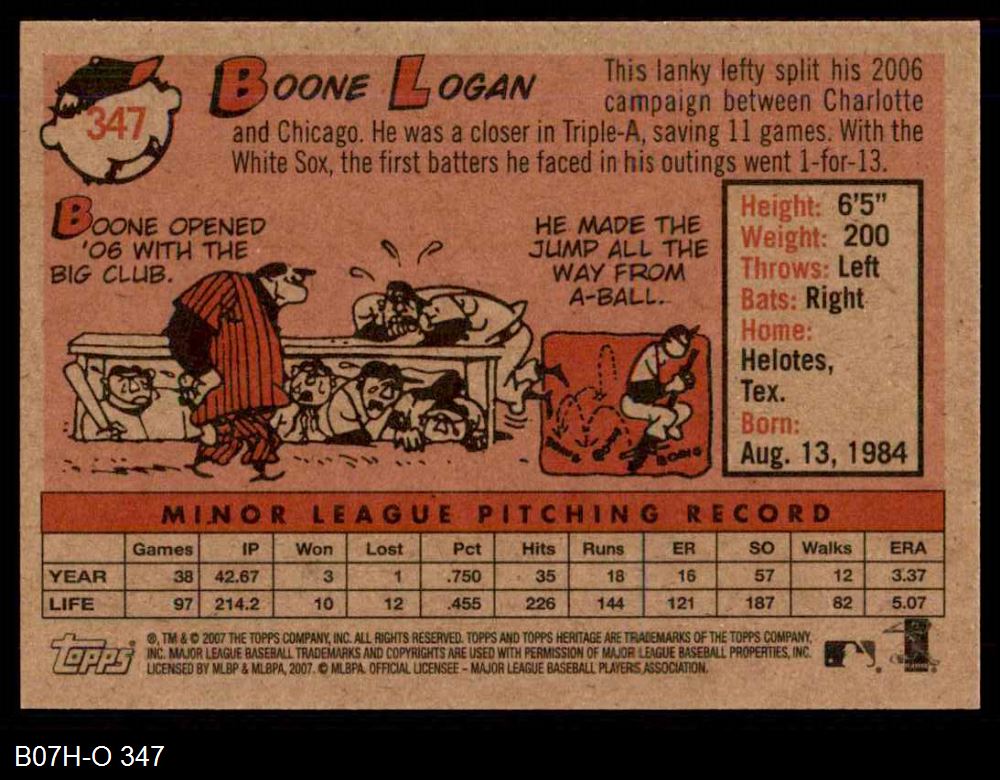 347
BOONE LOGAN
This lanky lefty split his 2006
campaign between Charlotte
and Chicago. He was a closer in Triple-A, saving 11 games. With the
White Sox, the first batters he faced in his outings went 1-for-13.
BOONE OPENED
'06 WITH THE
BIG CLUB.
HE MADE THE
JUMP ALL THE
WAY FROM
A-BALL.
BOING
Height: 6'5"
Weight: 200
Throws: Left
Bats: Right
Home:
Helotes,
Tex.
Born:
Aug. 13, 1984
MINOR LEAGUE PITCHING RECORD
Games IP Won Lost Pct Hits Runs ER SO Walks ERA
YEAR 38 42.67 3 1 .750 35 18 16 57 12 3.37
LIFE 97 214.2 10 12 .455 226 144 121 187 82 5.07
Topps
®, TM & © 2007 THE TOPPS COMPANY, INC. ALL RIGHTS RESERVED. TOPPS AND TOPPS HERITAGE ARE TRADEMARKS OF THE TOPPS COMPANY,
INC. MAJOR LEAGUE BASEBALL TRADEMARKS AND COPYRIGHTS ARE USED WITH PERMISSION OF MAJOR LEAGUE BASEBALL PROPERTIES, INC.
LICENSED BY MLBP & MLBPA, 2007. © MLBPA. OFFICIAL LICENSEE - MAJOR LEAGUE BASEBALL PLAYERS ASSOCIATION.
B07H-O 347